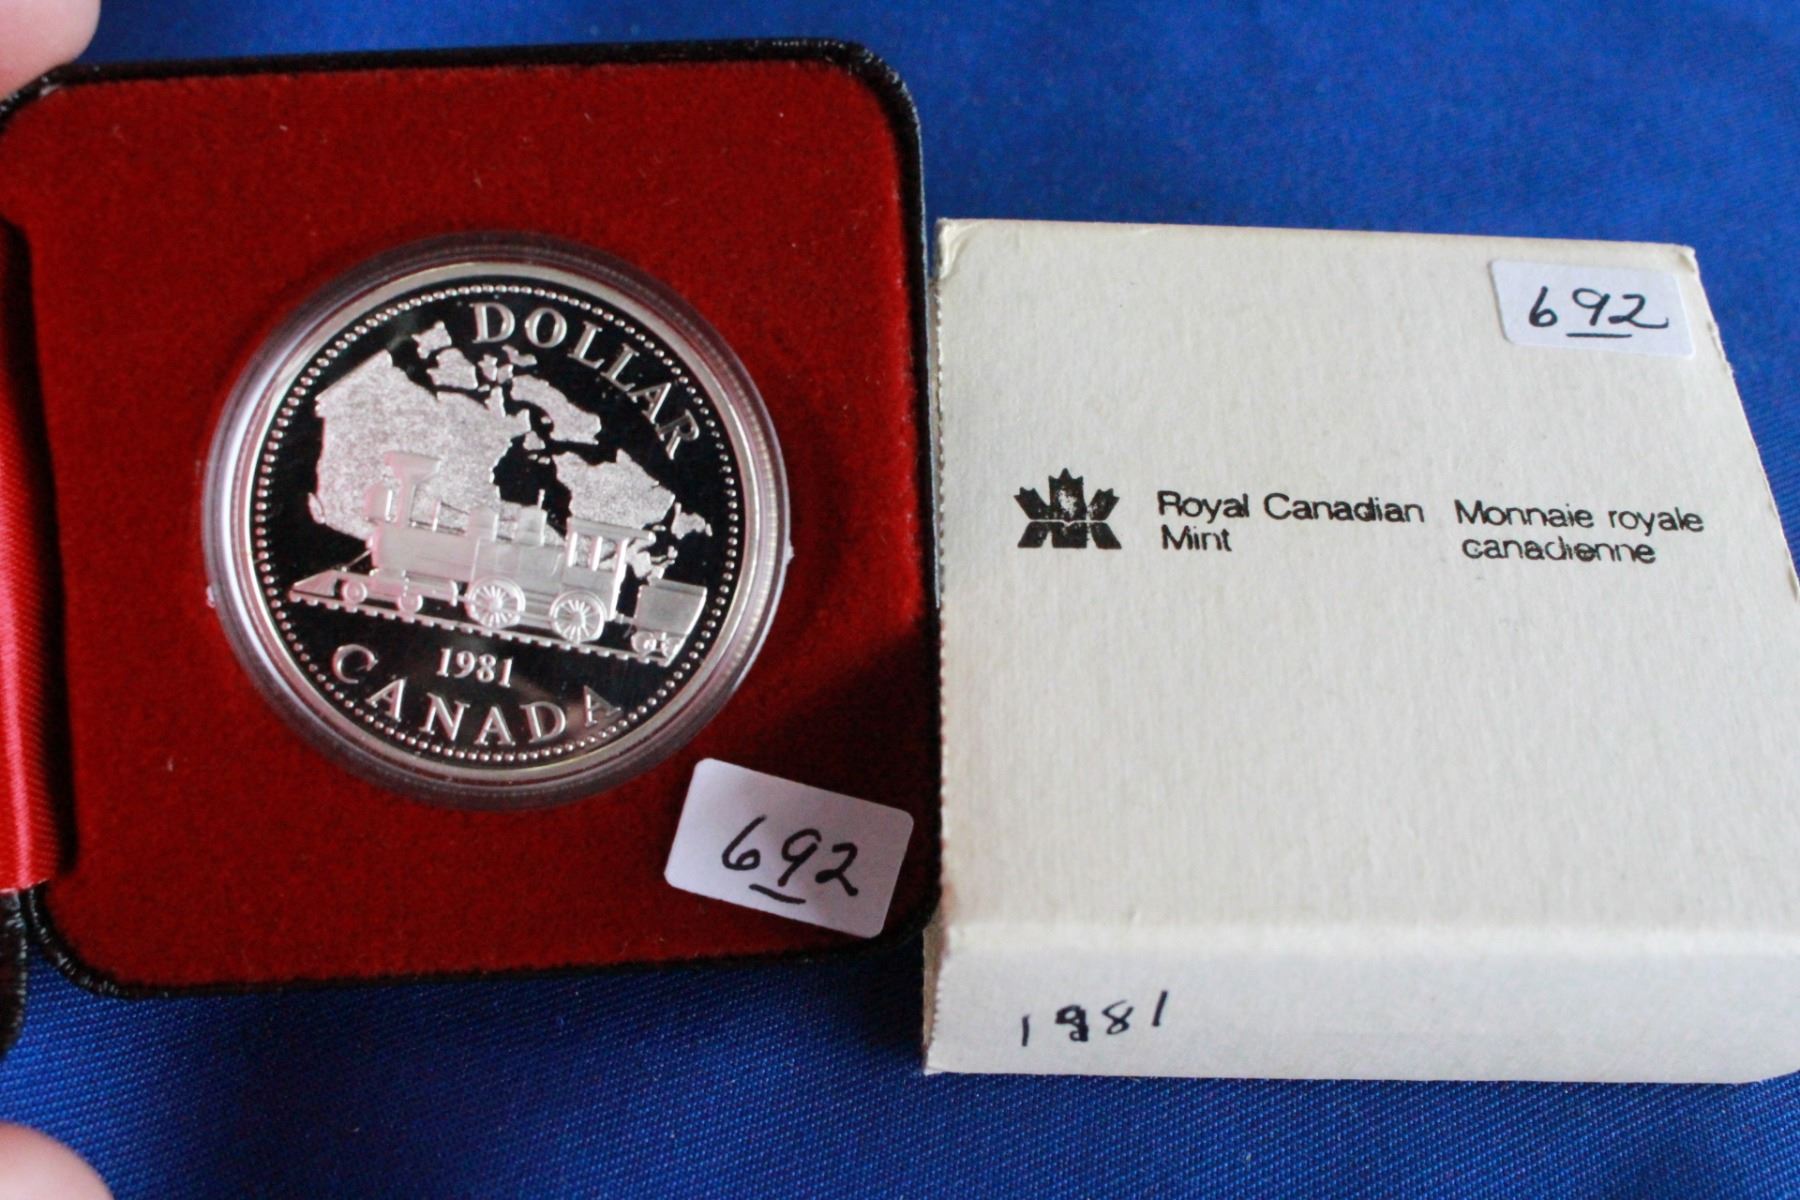 DOLLAR
1981
CANADA
692
692
Royal Canadian
Mint
Monnaie royale
canadienne
1981